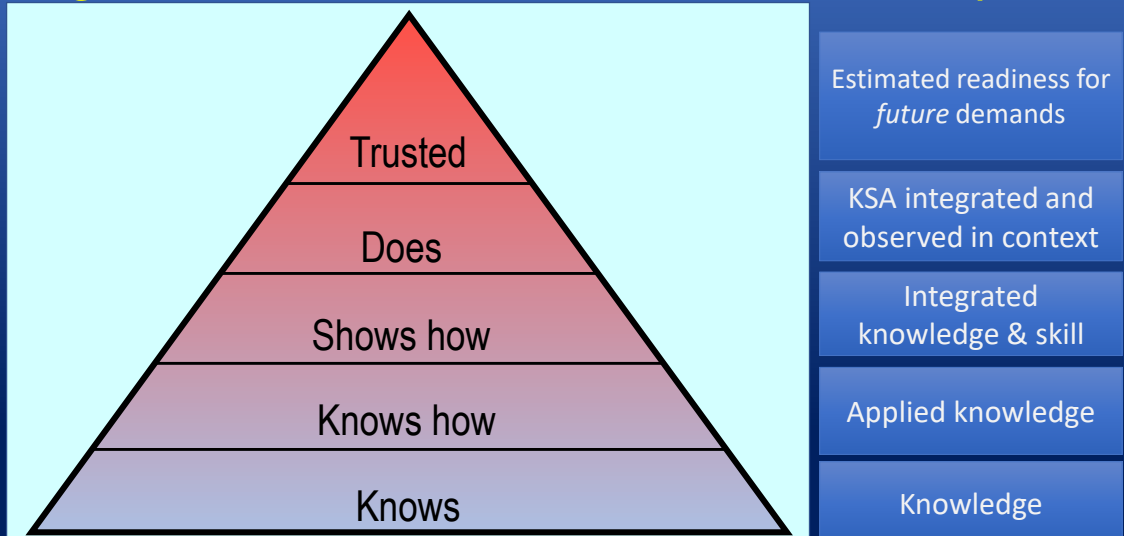 Trusted
Does
Shows how
Knows how
Knows
Estimated readiness for
future demands
KSA integrated and
observed in context
Integrated
knowledge & skill
Applied knowledge
Knowledge